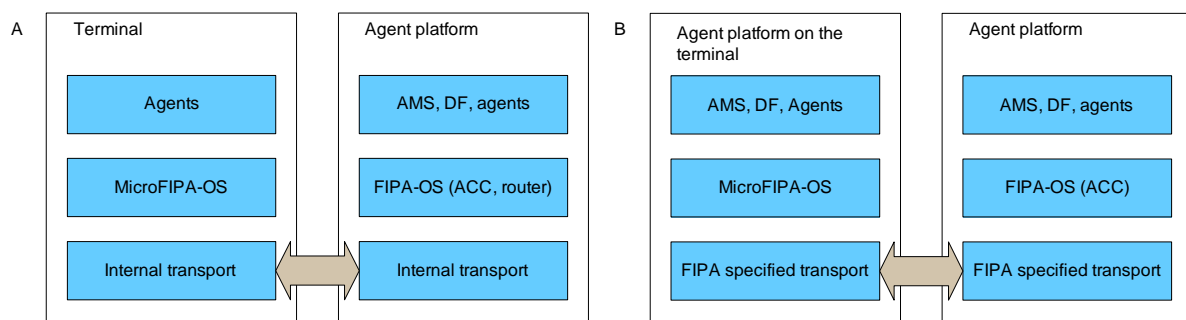 A
Terminal
Agents
MicroFIPA-OS
Internal transport
Agent platform
AMS, DF, agents
FIPA-OS (ACC, router)
Internal transport
B
Agent platform on the
terminal
AMS, DF, Agents
MicroFIPA-OS
FIPA specified transport
Agent platform
AMS, DF, agents
FIPA-OS (ACC)
FIPA specified transport